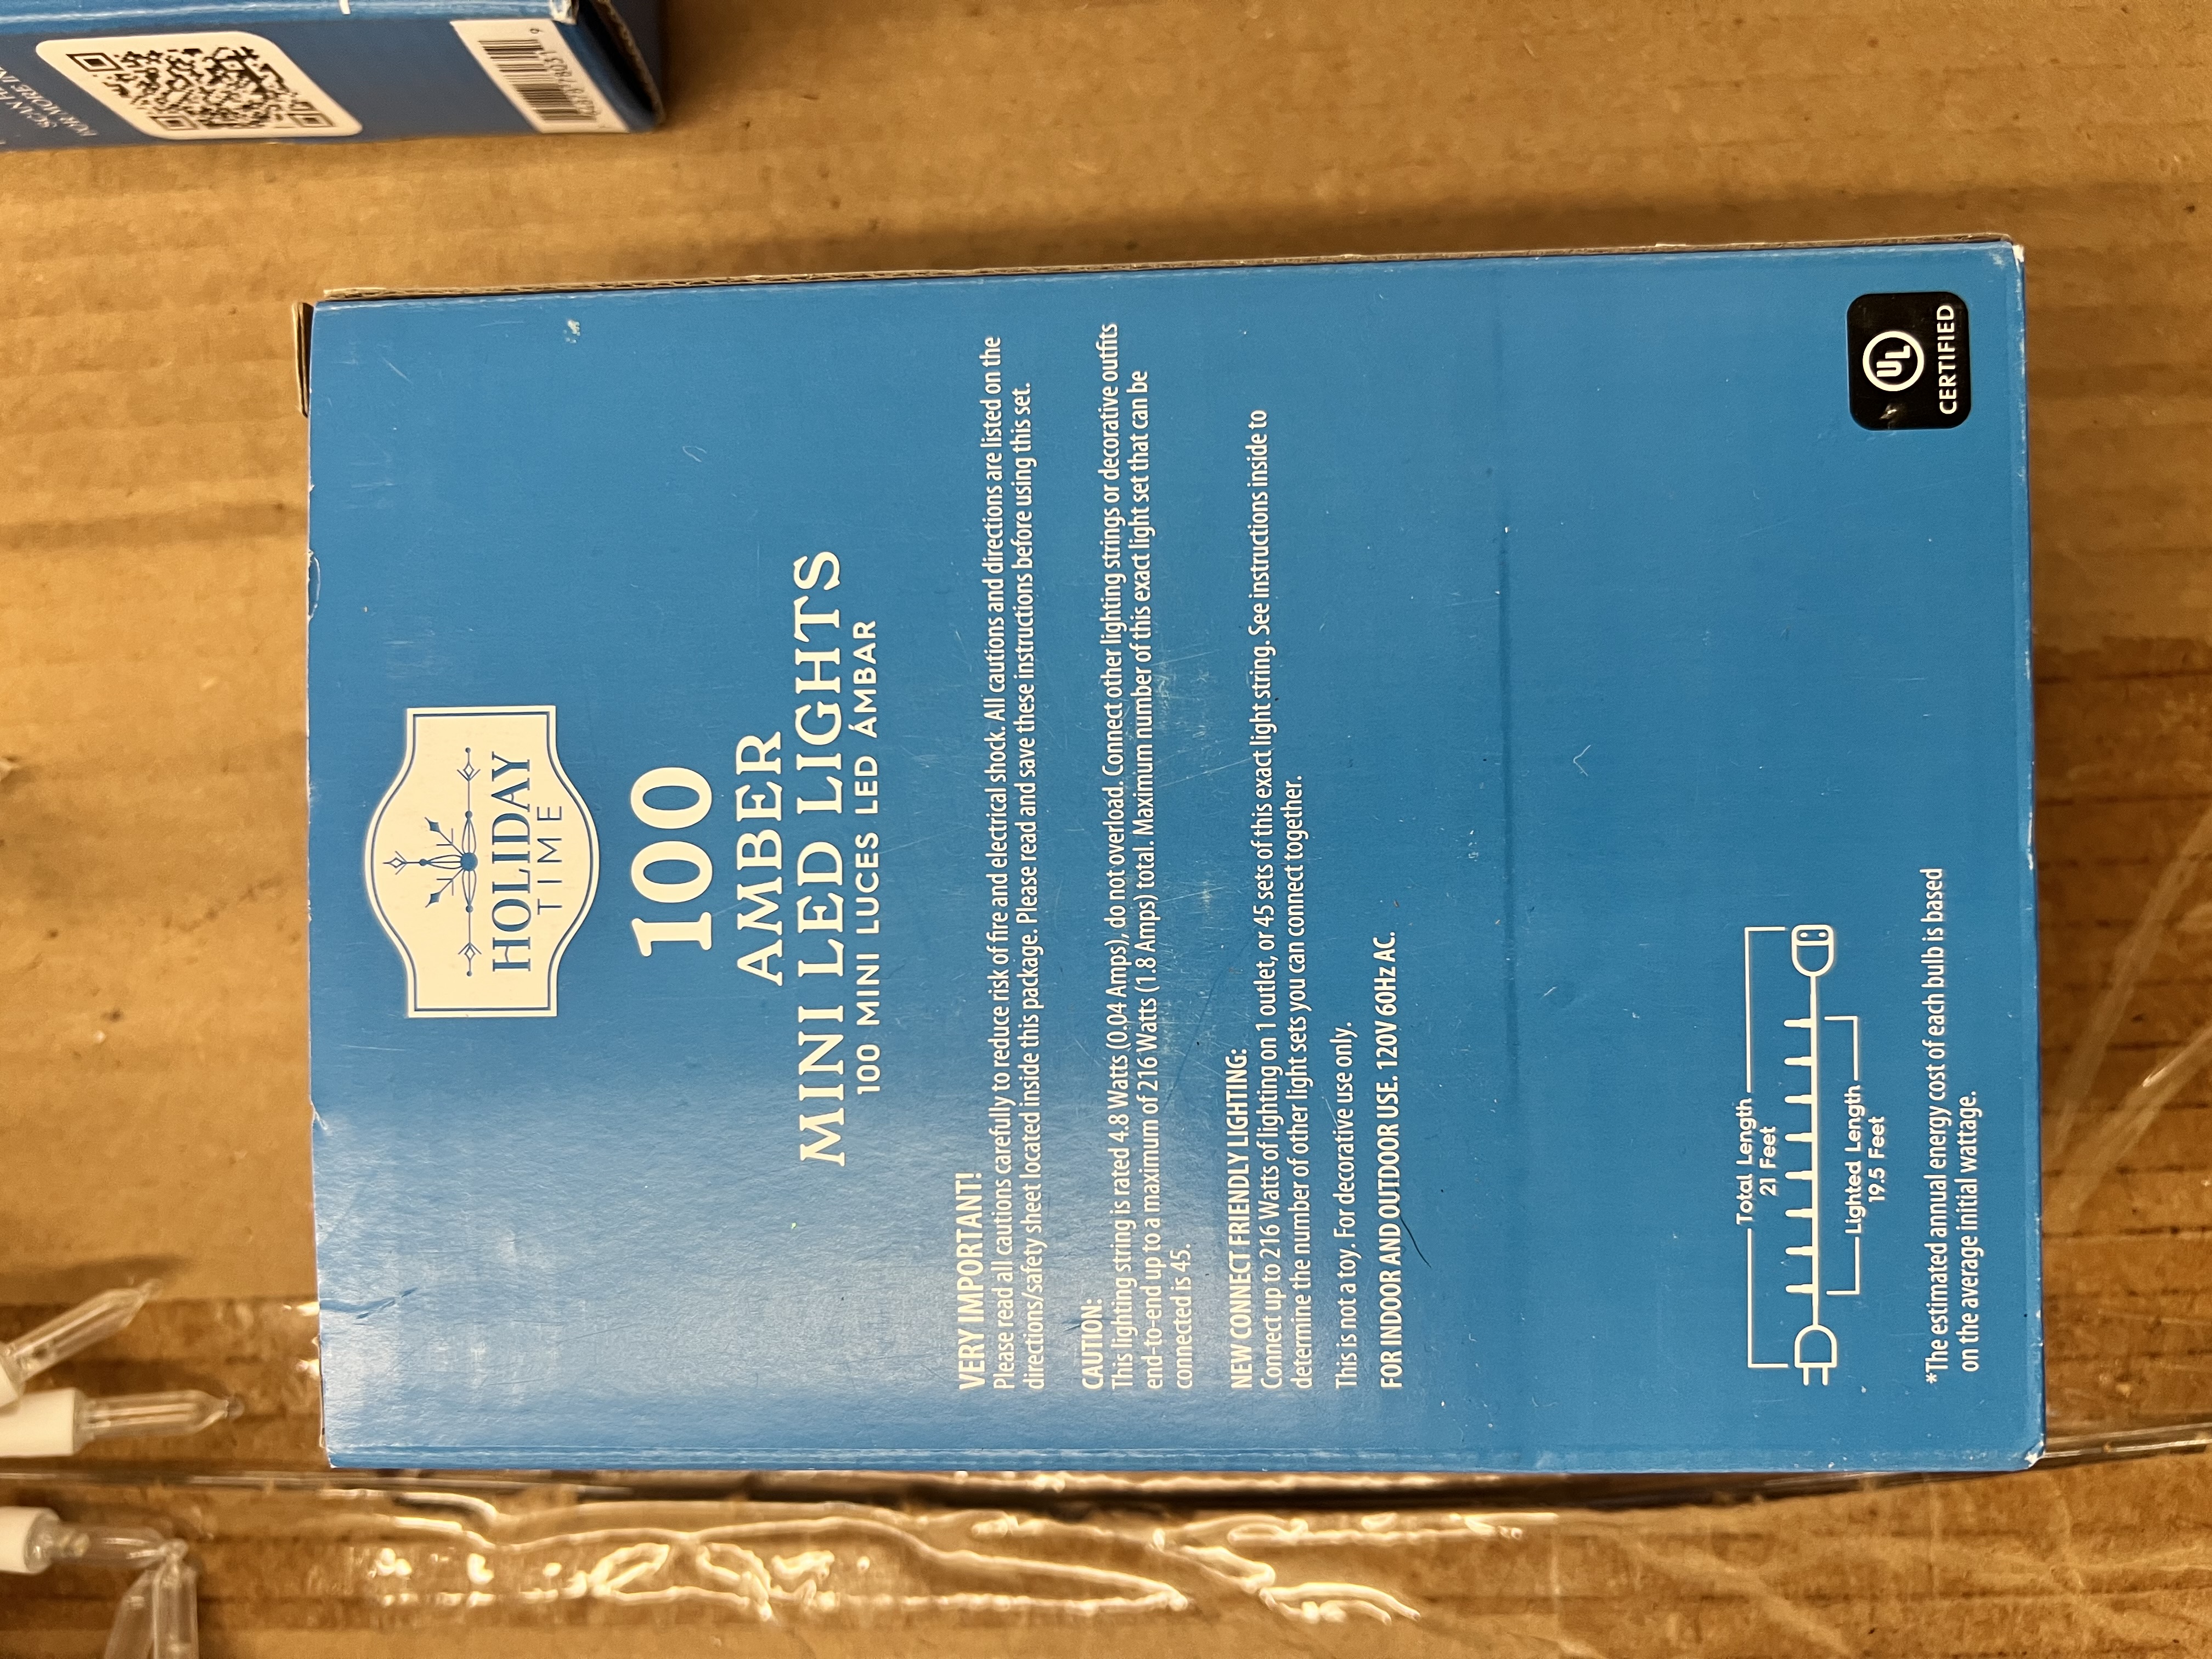 HOLIDAY
TIME
100
AMBER
MINI LED LIGHTS
100 MINI LUCES LED ÁMBAR
VERY IMPORTANT!
Please read all cautions carefully to reduce risk of fire and electrical shock. All cautions and directions are listed on the
directions/safety sheet located inside this package. Please read and save these instructions before using this set.
CAUTION:
This lighting string is rated 4.8 Watts (0.04 Amps), do not overload. Connect other lighting strings or decorative outfits
end-to-end up to a maximum of 216 Watts (1.8 Amps) total. Maximum number of this exact light set that can be
connected is 45.
NEW CONNECT FRIENDLY LIGHTING:
Connect up to 216 Watts of lighting on 1 outlet, or 45 sets of this exact light string. See instructions inside to
determine the number of other light sets you can connect together.
This is not a toy. For decorative use only.
FOR INDOOR AND OUTDOOR USE. 120V 60Hz AC.
Total Length
21 Feet
Lighted Length
19.5 Feet
*The estimated annual energy cost of each bulb is based
on the average initial wattage.
UL
CERTIFIED